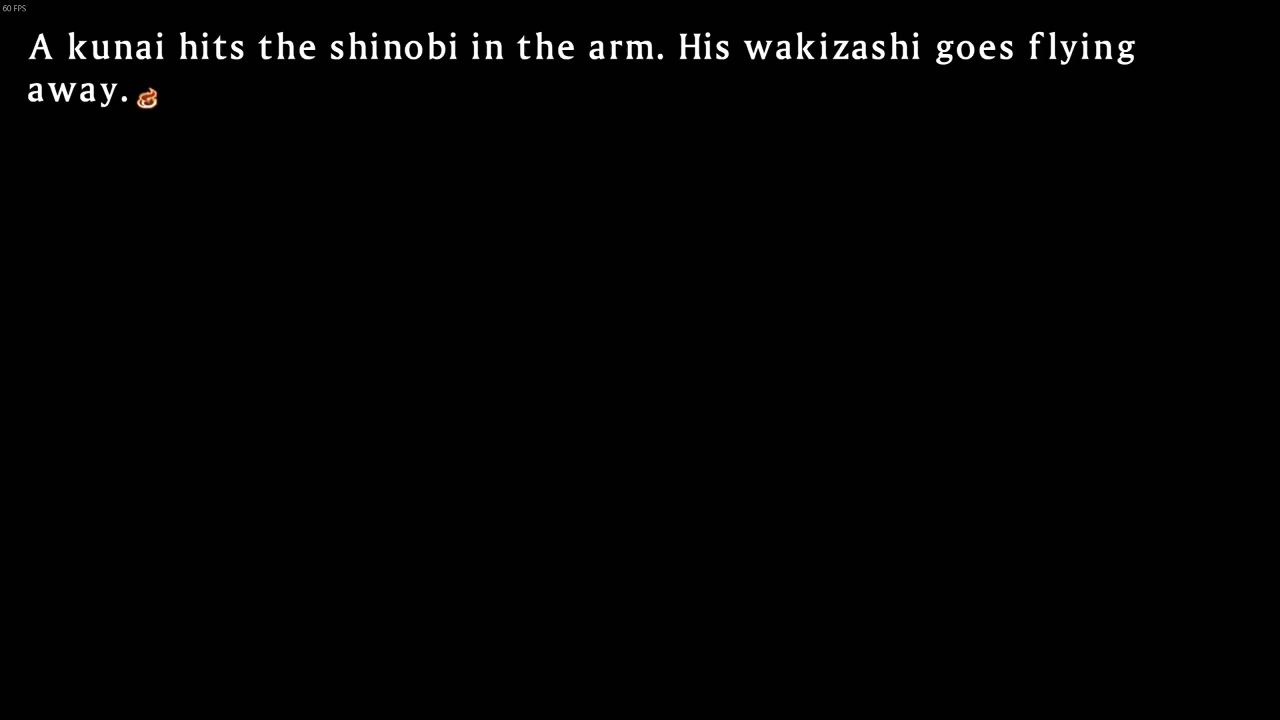 60 FPS
A kunai hits the shinobi in the arm. His wakizashi goes flying
away.